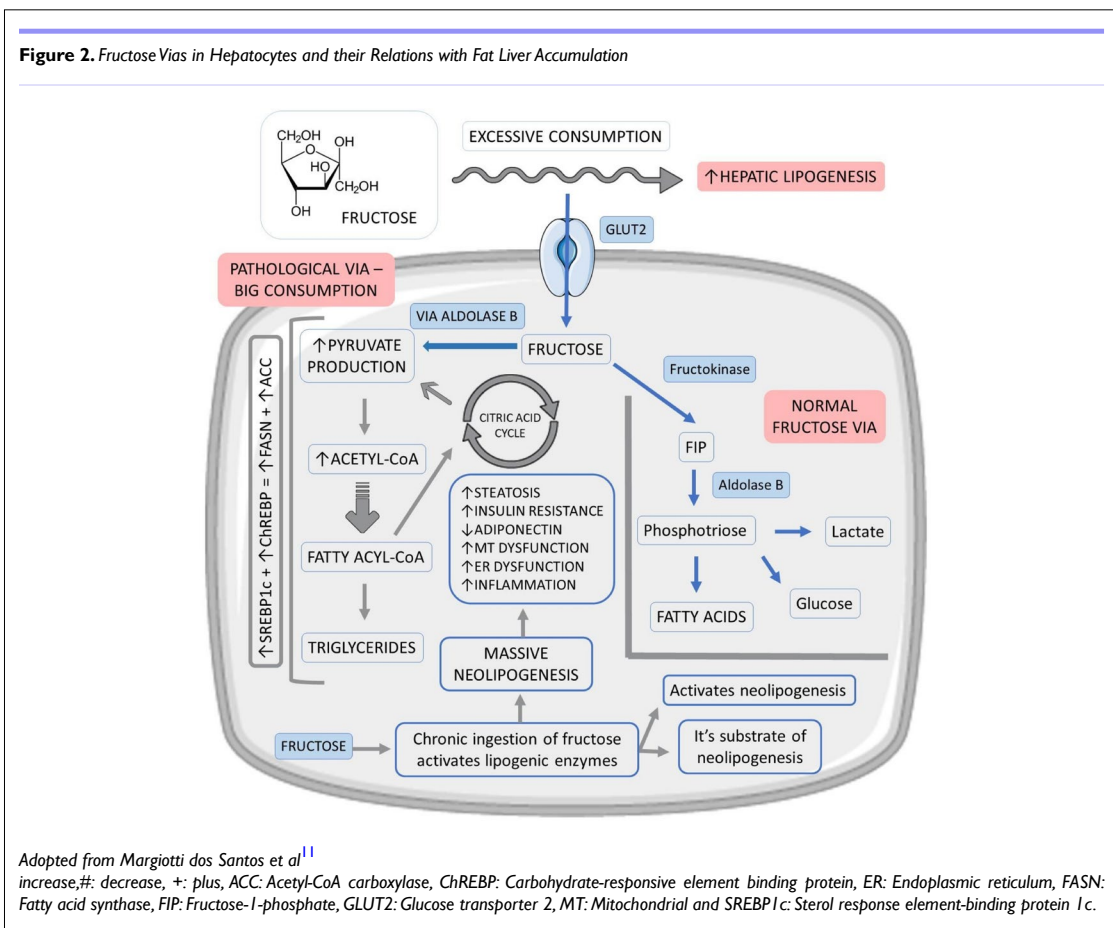 Figure 2. Fructose Vias in Hepatocytes and their Relations with Fat Liver Accumulation
CH₂OH
O
OH
HO
CH₂OH
OH
FRUCTOSE
EXCESSIVE CONSUMPTION
↑HEPATIC LIPOGENESIS
GLUT2
PATHOLOGICAL VIA –
BIG CONSUMPTION
VIA ALDOLASE B
↑PYRUVATE
PRODUCTION
FRUCTOSE
Fructokinase
↑SREBP1c + ↑ChREBP = ↑FASN + ↑ACC
CITRIC ACID
CYCLE
NORMAL
FRUCTOSE VIA
FIP
↑ACETYL-CoA
Aldolase B
↑STEATOSIS
↑INSULIN RESISTANCE
↓ADIPONECTIN
↑MT DYSFUNCTION
↑ER DYSFUNCTION
↑INFLAMMATION
Phosphotriose
Lactate
FATTY ACYL-CoA
Glucose
FATTY ACIDS
TRIGLYCERIDES
MASSIVE
NEOLIPOGENESIS
Activates neolipogenesis
FRUCTOSE
Chronic ingestion of fructose
activates lipogenic enzymes
It's substrate of
neolipogenesis
Adopted from Margiotti dos Santos et al11
increase,#: decrease, +: plus, ACC: Acetyl-CoA carboxylase, ChREBP: Carbohydrate-responsive element binding protein, ER: Endoplasmic reticulum, FASN:
Fatty acid synthase, FIP: Fructose-1-phosphate, GLUT2: Glucose transporter 2, MT: Mitochondrial and SREBP1c: Sterol response element-binding protein 1c.